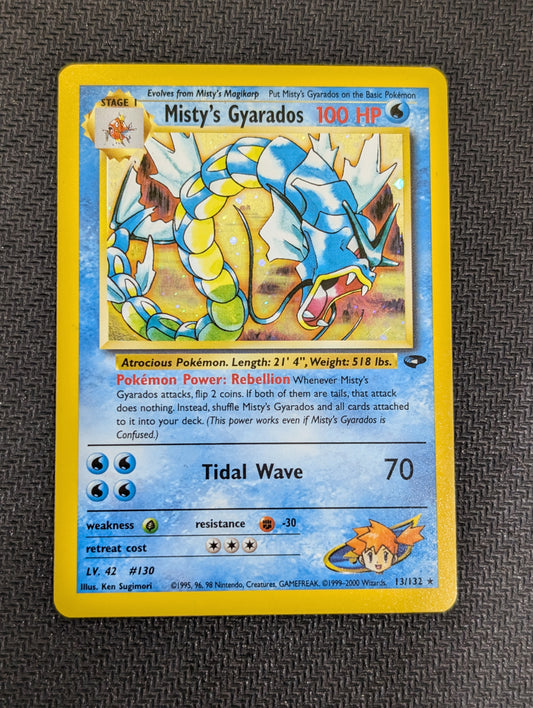 Evolves from Misty's Magikarp Put Misty's Gyarados on the Basic Pokémon
STAGE 1
Misty's Gyarados 100 HP
Atrocious Pokémon. Length: 21' 4", Weight: 518 lbs.
Pokémon Power: Rebellion Whenever Misty's
Gyarados attacks, flip 2 coins. If both of them are tails, that attack
does nothing. Instead, shuffle Misty's Gyarados and all cards attached
to it into your deck. (This power works even if Misty's Gyarados is
Confused.)
Tidal Wave 70
weakness resistance -30
retreat cost
LV. 42 #130
Illus. Ken Sugimori ©1995, 96, 98 Nintendo, Creatures, GAMEFREAK. ©1999-2000 Wizards. 13/132 ★